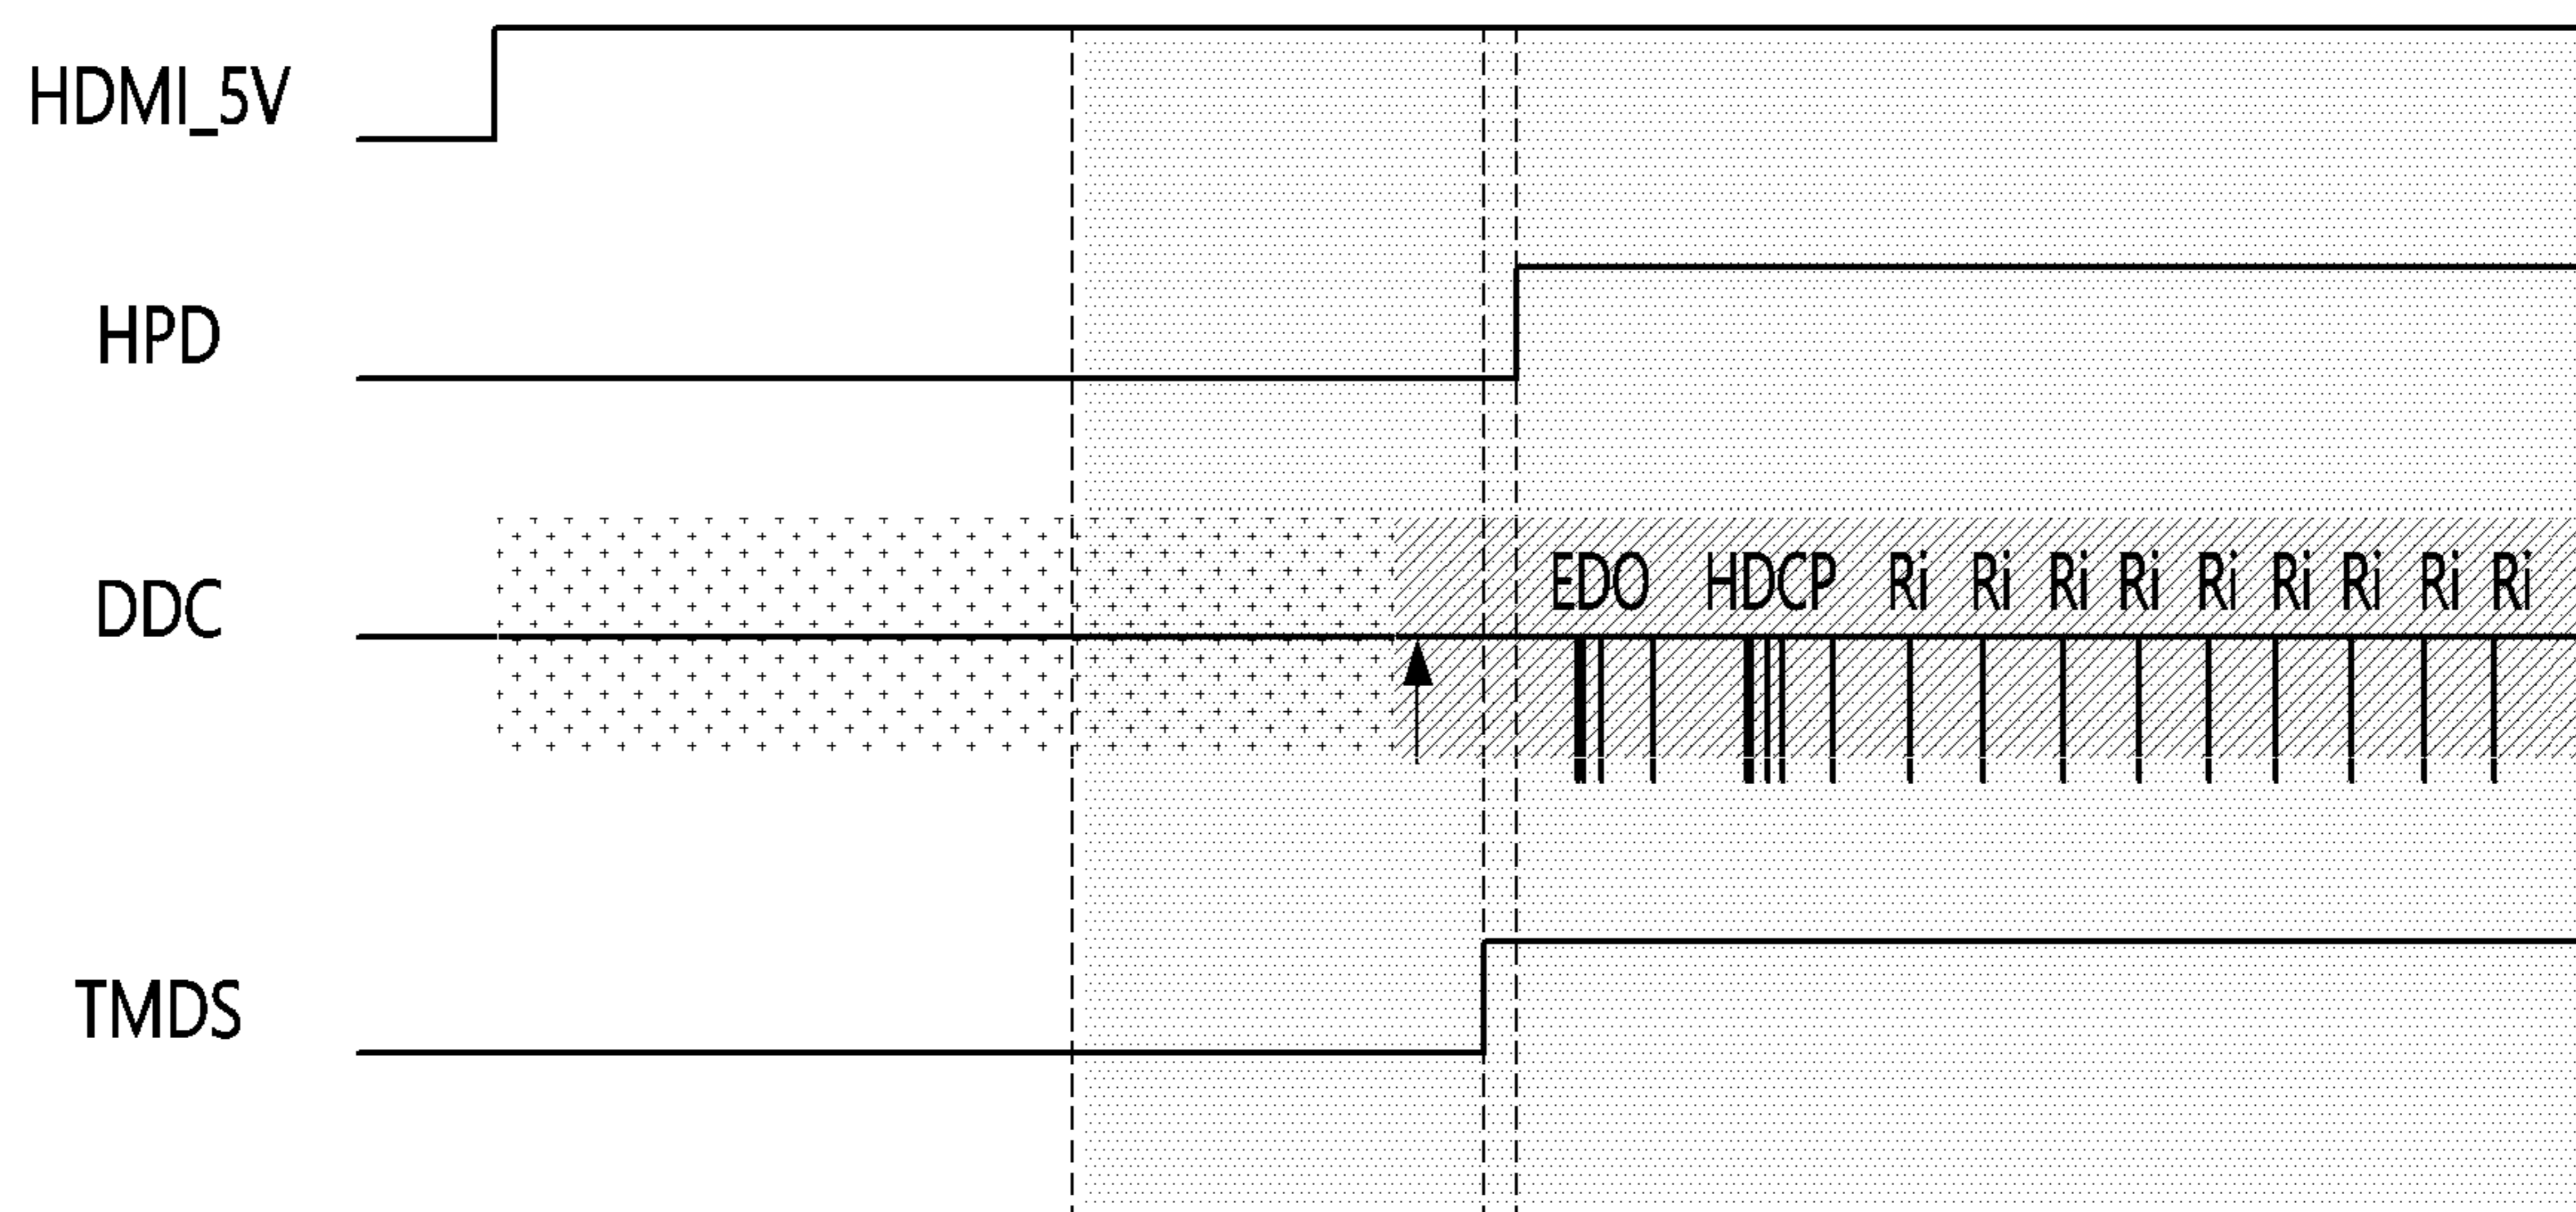 HDMI_5V
HPD
EDO HDCP Ri Ri Ri Ri Ri Ri Ri Ri Ri
DDC
TMDS